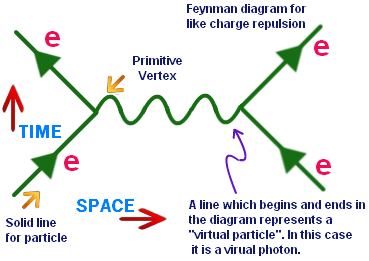 Feynman diagram for
like charge repulsion
e
e
Primitive
Vertex
TIME
e
e
SPACE
Solid line
for particle
A line which begins and ends in
the diagram represents a
"virtual particle". In this case
it is a virual photon.